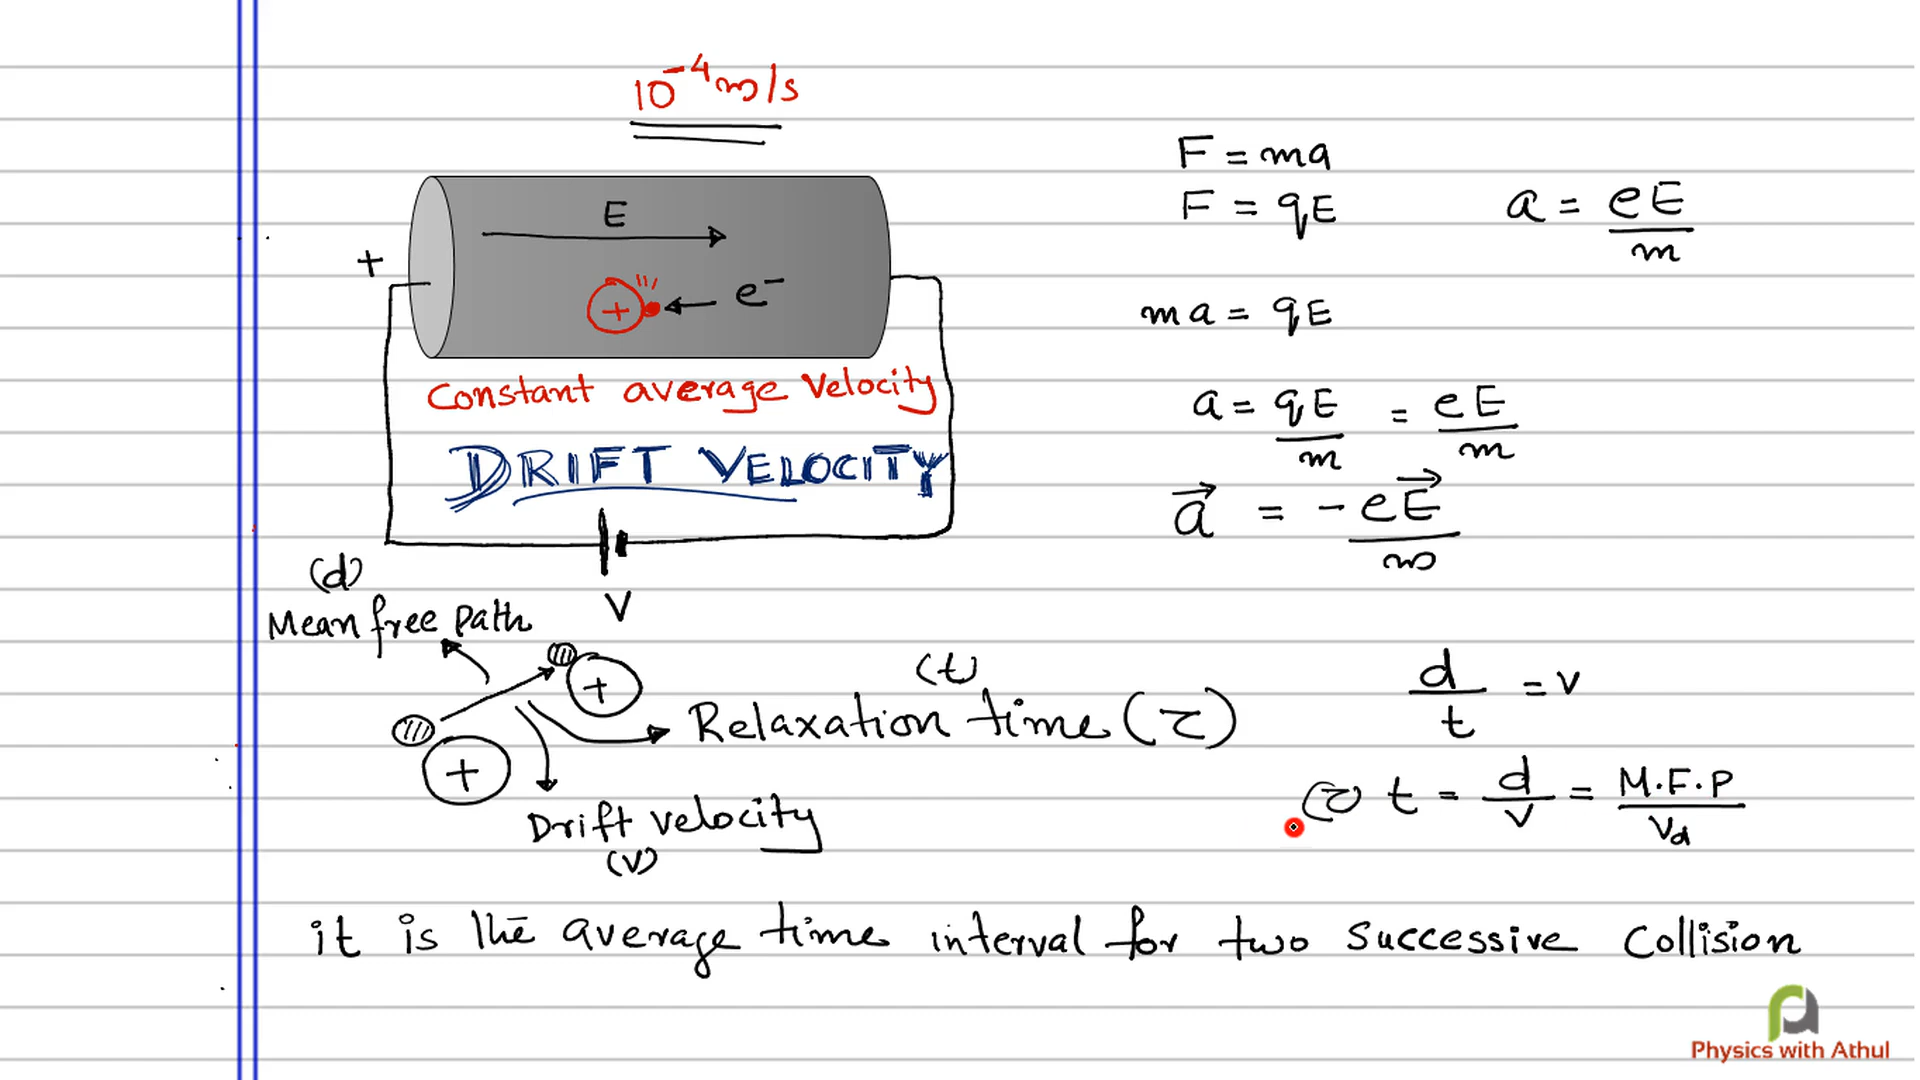 10⁻⁴ m/s
E
+
+
e⁻
Constant average Velocity
DRIFT VELOCITY
V
F = ma
F = qE
a = eE/m
ma = qE
a = qE/m = eE/m
a⃗ = -eE⃗/m
(d)
Mean free path
+
+
(t)
Relaxation time (τ)
Drift velocity
(v)
d/t = v
(τ) t = d/v = M.F.P/Vd
it is the average time interval for two successive collision
Physics with Athul